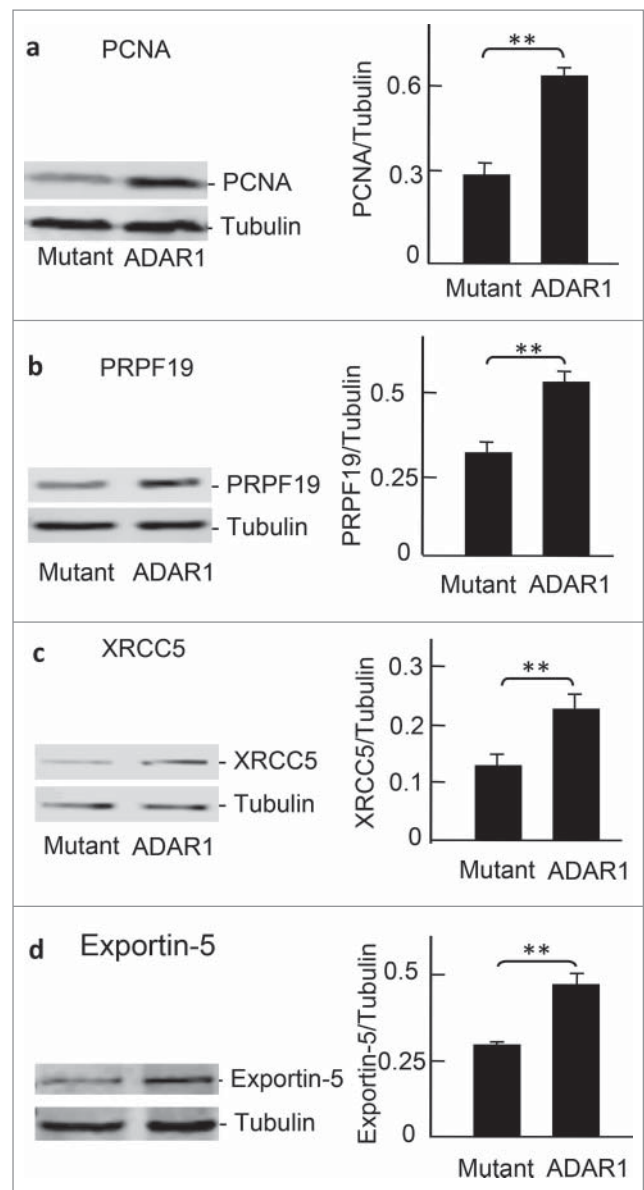 a PCNA
PCNA
Tubulin
Mutant ADAR1
PCNA/Tubulin
0.6
0.3
0
**
Mutant ADAR1
b PRPF19
PRPF19
Tubulin
Mutant ADAR1
PRPF19/Tubulin
0.5
0.25
0
**
Mutant ADAR1
c XRCC5
XRCC5
Tubulin
Mutant ADAR1
XRCC5/Tubulin
0.3
0.2
0.1
0
**
Mutant ADAR1
d Exportin-5
Exportin-5
Tubulin
Mutant ADAR1
Exportin-5/Tubulin
0.5
0.25
0
**
Mutant ADAR1